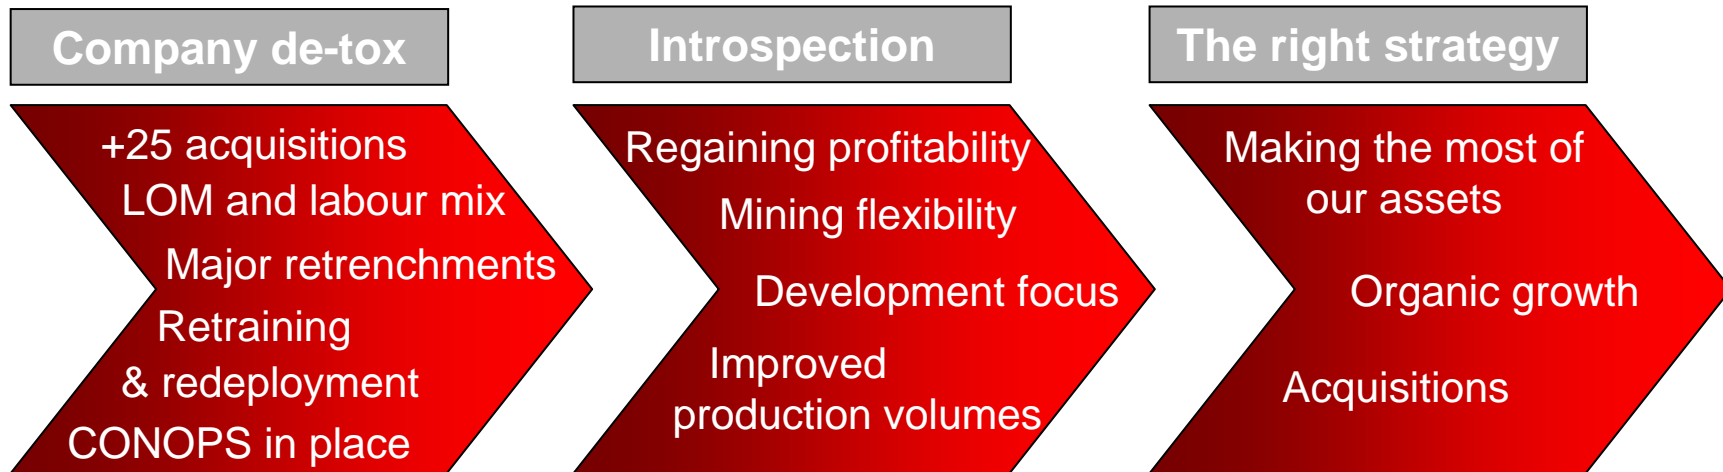 Company de-tox
+25 acquisitions
LOM and labour mix
Major retrenchments
Retraining
& redeployment
CONOPS in place
Introspection
Regaining profitability
Mining flexibility
Development focus
Improved
production volumes
The right strategy
Making the most of
our assets
Organic growth
Acquisitions